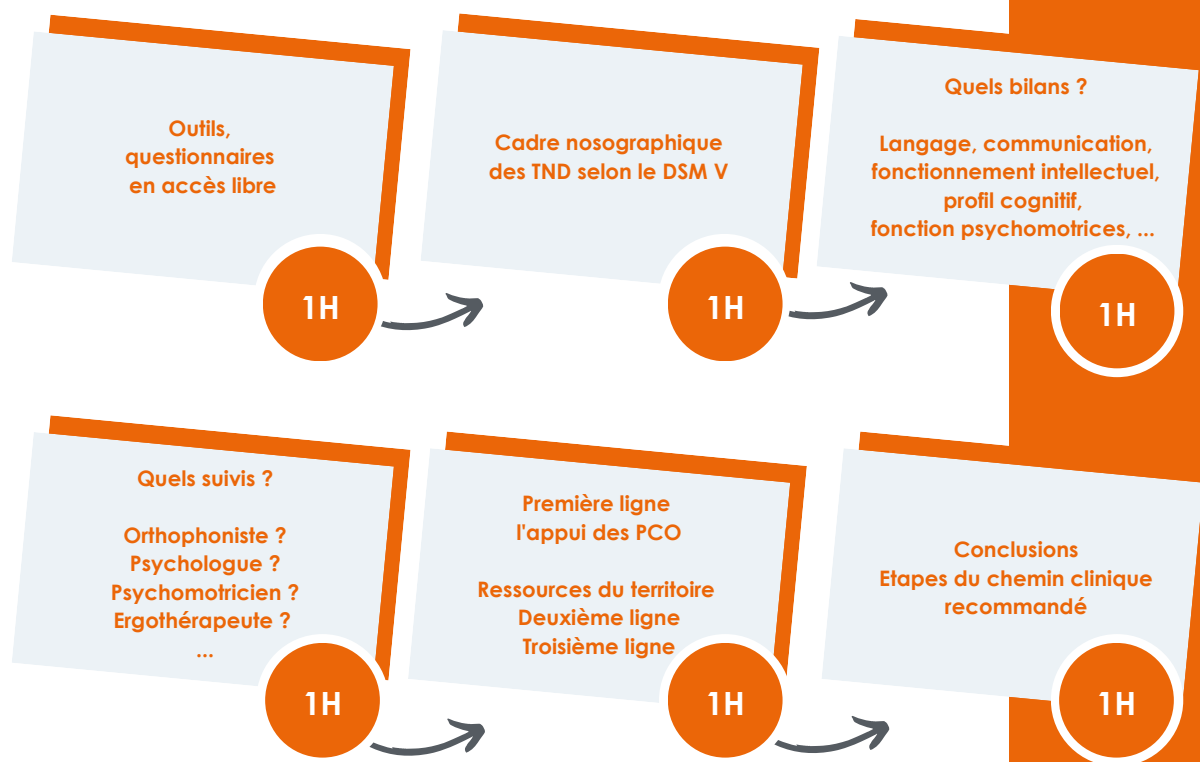 Outils,
questionnaires
en accès libre
1H
Cadre nosographique
des TND selon le DSM V
1H
Quels bilans ?
Langage, communication,
fonctionnement intellectuel,
profil cognitif,
fonction psychomotrices, ...
1H
Quels suivis ?
Orthophoniste ?
Psychologue ?
Psychomotricien ?
Ergothérapeute ?
...
1H
Première ligne
l'appui des PCO
Ressources du territoire
Deuxième ligne
Troisième ligne
1H
Conclusions
Etapes du chemin clinique
recommandé
1H